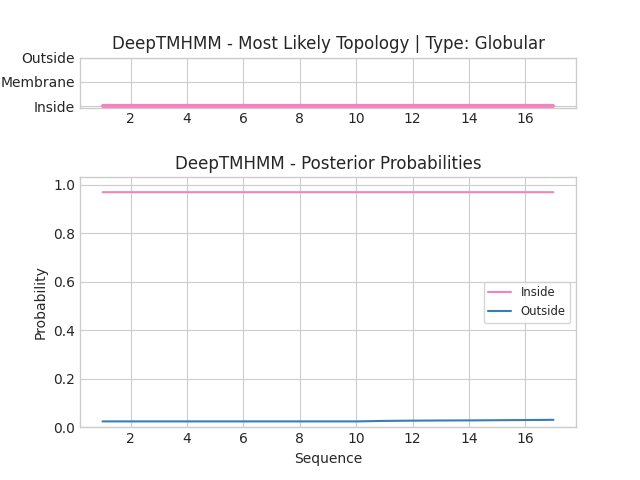 DeepTMHMM - Most Likely Topology | Type: Globular
Outside
Membrane
Inside
2 4 6 8 10 12 14 16
DeepTMHMM - Posterior Probabilities
1.0
0.8
0.6
0.4
0.2
0.0
Probability
Inside
Outside
2 4 6 8 10 12 14 16
Sequence